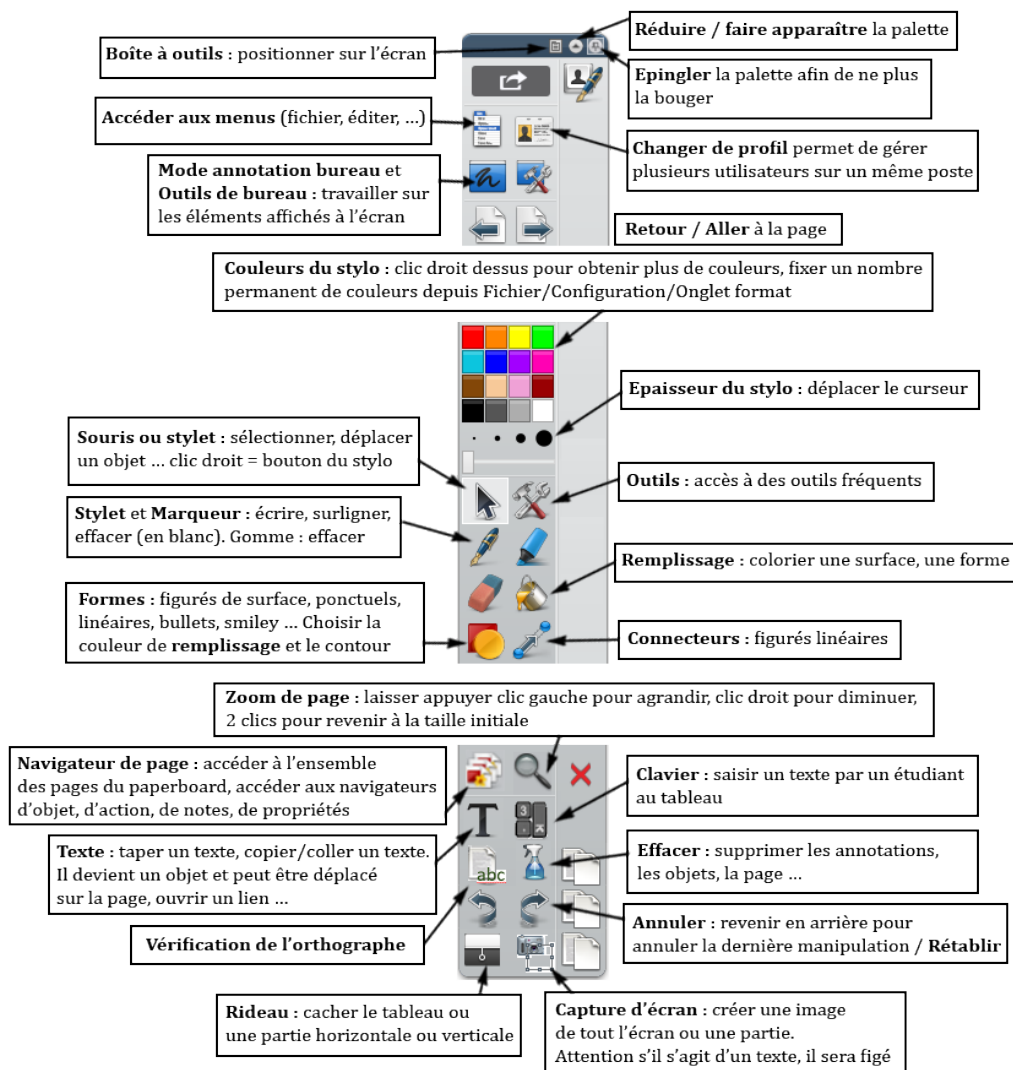 Réduire / faire apparaître la palette
Boîte à outils : positionner sur l'écran
Epingler la palette afin de ne plus
la bouger
Accéder aux menus (fichier, éditer, ...)
Changer de profil permet de gérer
plusieurs utilisateurs sur un même poste
Mode annotation bureau et
Outils de bureau : travailler sur
les éléments affichés à l'écran
Retour / Aller à la page
Couleurs du stylo : clic droit dessus pour obtenir plus de couleurs, fixer un nombre
permanent de couleurs depuis Fichier/Configuration/Onglet format
Epaisseur du stylo : déplacer le curseur
Souris ou stylet : sélectionner, déplacer
un objet ... clic droit = bouton du stylo
Outils : accès à des outils fréquents
Stylet et Marqueur : écrire, surligner,
effacer (en blanc). Gomme : effacer
Remplissage : colorier une surface, une forme
Formes : figurés de surface, ponctuels,
linéaires, bullets, smiley ... Choisir la
couleur de remplissage et le contour
Connecteurs : figurés linéaires
Zoom de page : laisser appuyer clic gauche pour agrandir, clic droit pour diminuer,
2 clics pour revenir à la taille initiale
Navigateur de page : accéder à l'ensemble
des pages du paperboard, accéder aux navigateurs
d'objet, d'action, de notes, de propriétés
Clavier : saisir un texte par un étudiant
au tableau
T
3
Texte : taper un texte, copier/coller un texte.
Il devient un objet et peut être déplacé
sur la page, ouvrir un lien ...
abc
Effacer : supprimer les annotations,
les objets, la page ...
Vérification de l'orthographe
Annuler : revenir en arrière pour
annuler la dernière manipulation / Rétablir
Rideau : cacher le tableau ou
une partie horizontale ou verticale
Capture d'écran : créer une image
de tout l'écran ou une partie.
Attention s'il s'agit d'un texte, il sera figé